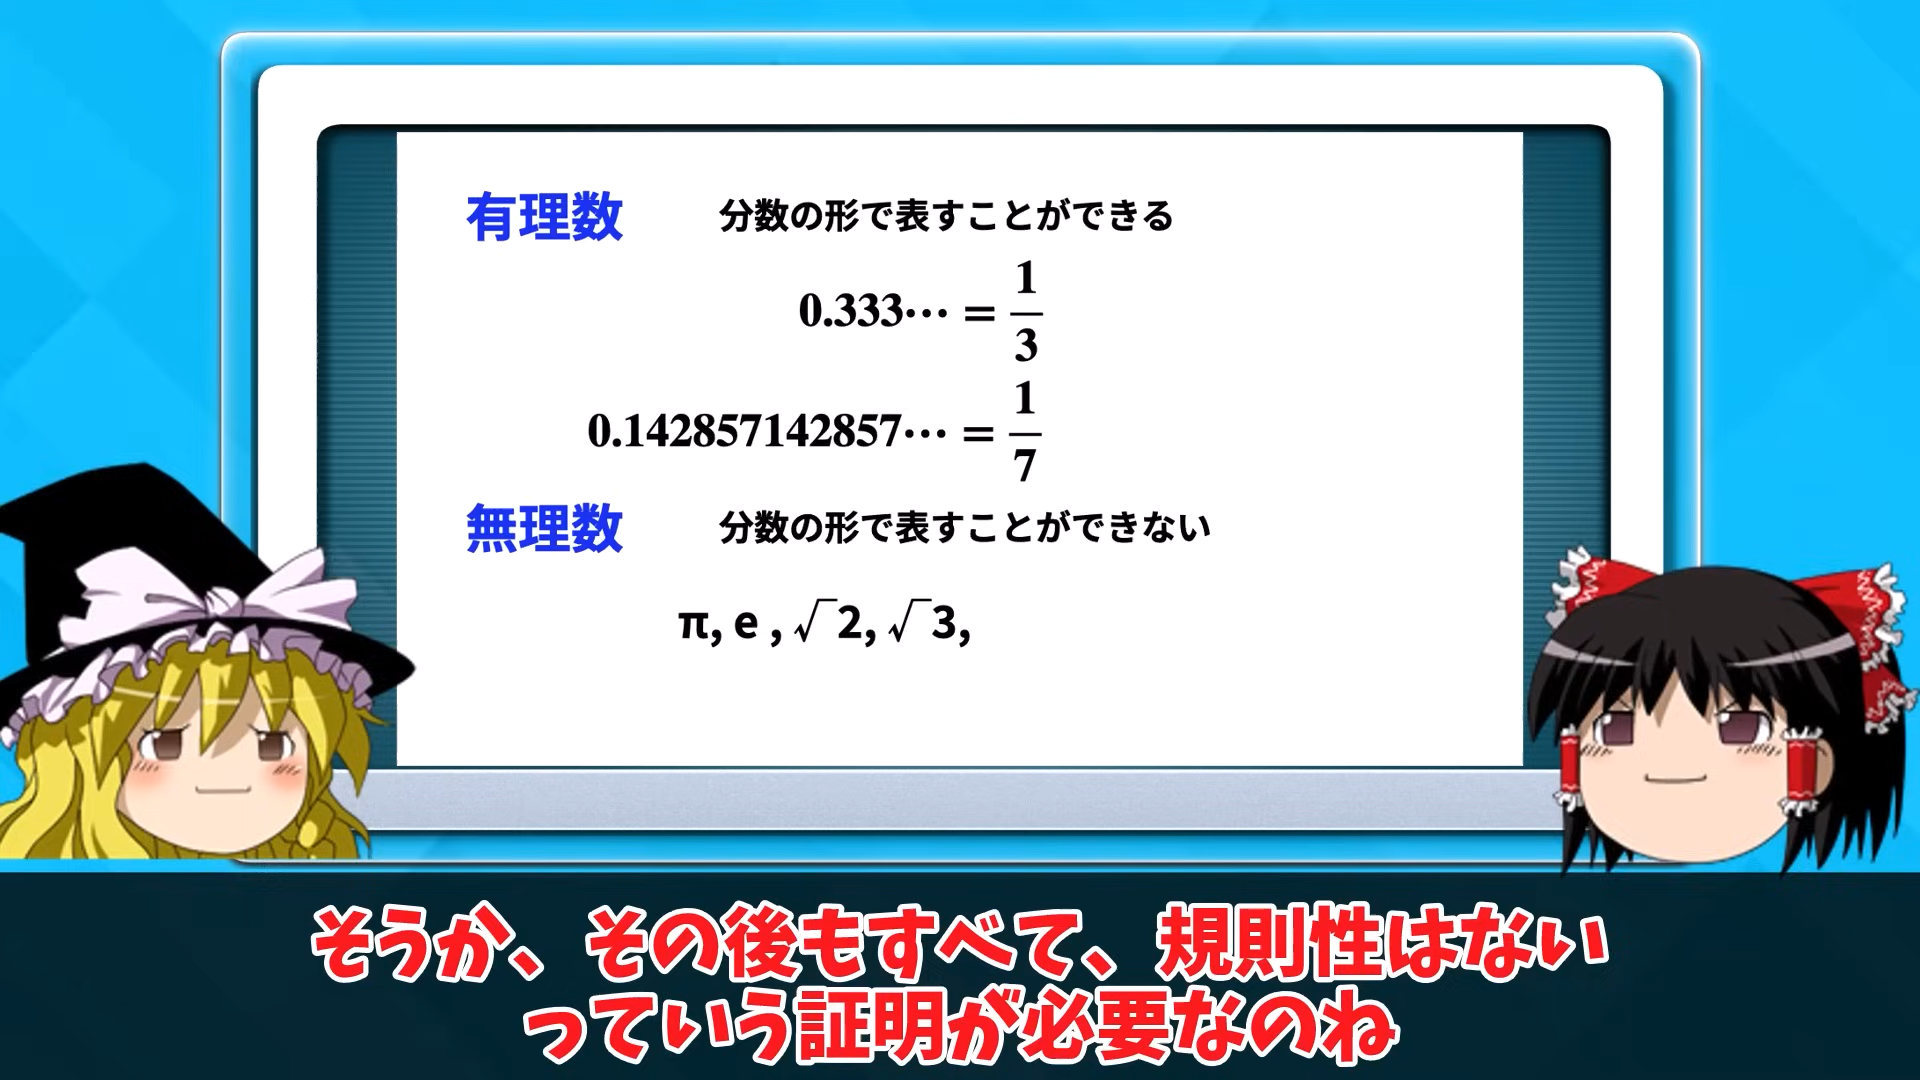 有理数 分数の形で表すことができる
0.333⋯ = 1/3
0.142857142857⋯ = 1/7
無理数 分数の形で表すことができない
π, e , √2, √3,
そうか、その後もすべて、規則性はない
っていう証明が必要なのね